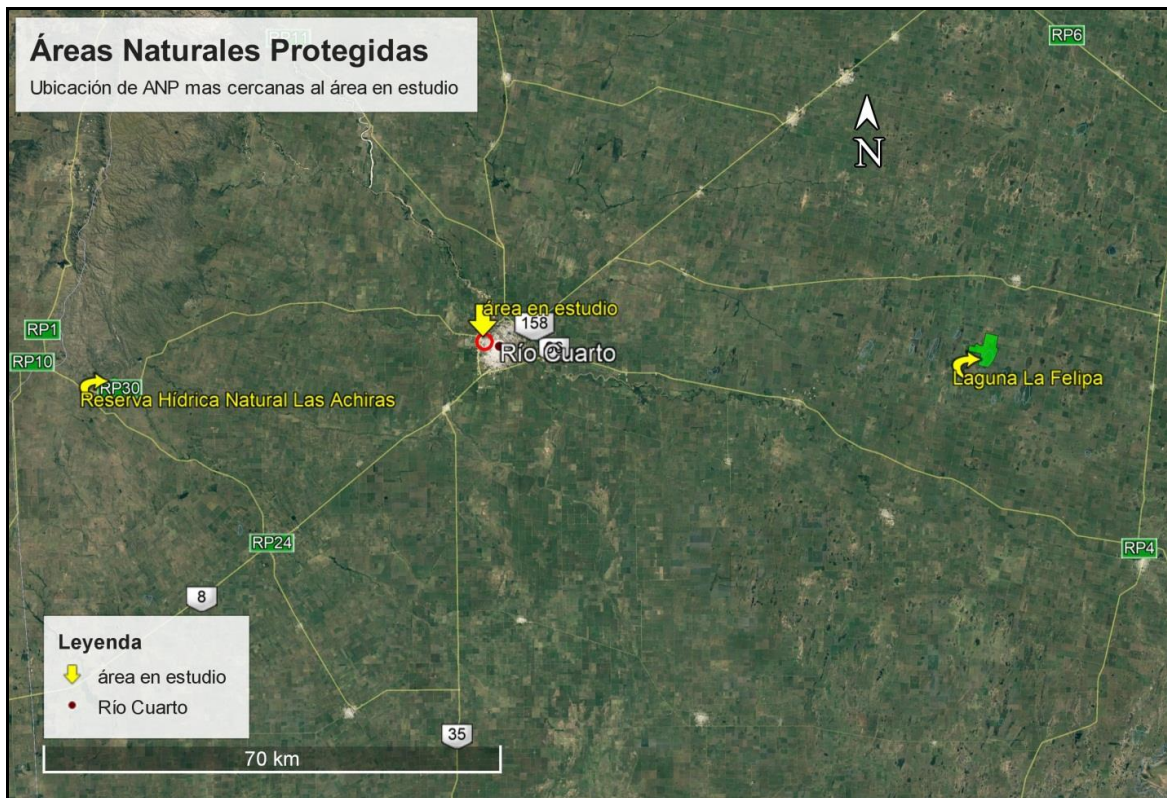 Áreas Naturales Protegidas
Ubicación de ANP mas cercanas al área en estudio
RP6
N
área en estudio
158
Río Cuarto
RP1
RP10
RP30
Reserva Hídrica Natural Las Achiras
Laguna La Felipa
RP24
RP4
8
Leyenda
área en estudio
Río Cuarto
35
70 km